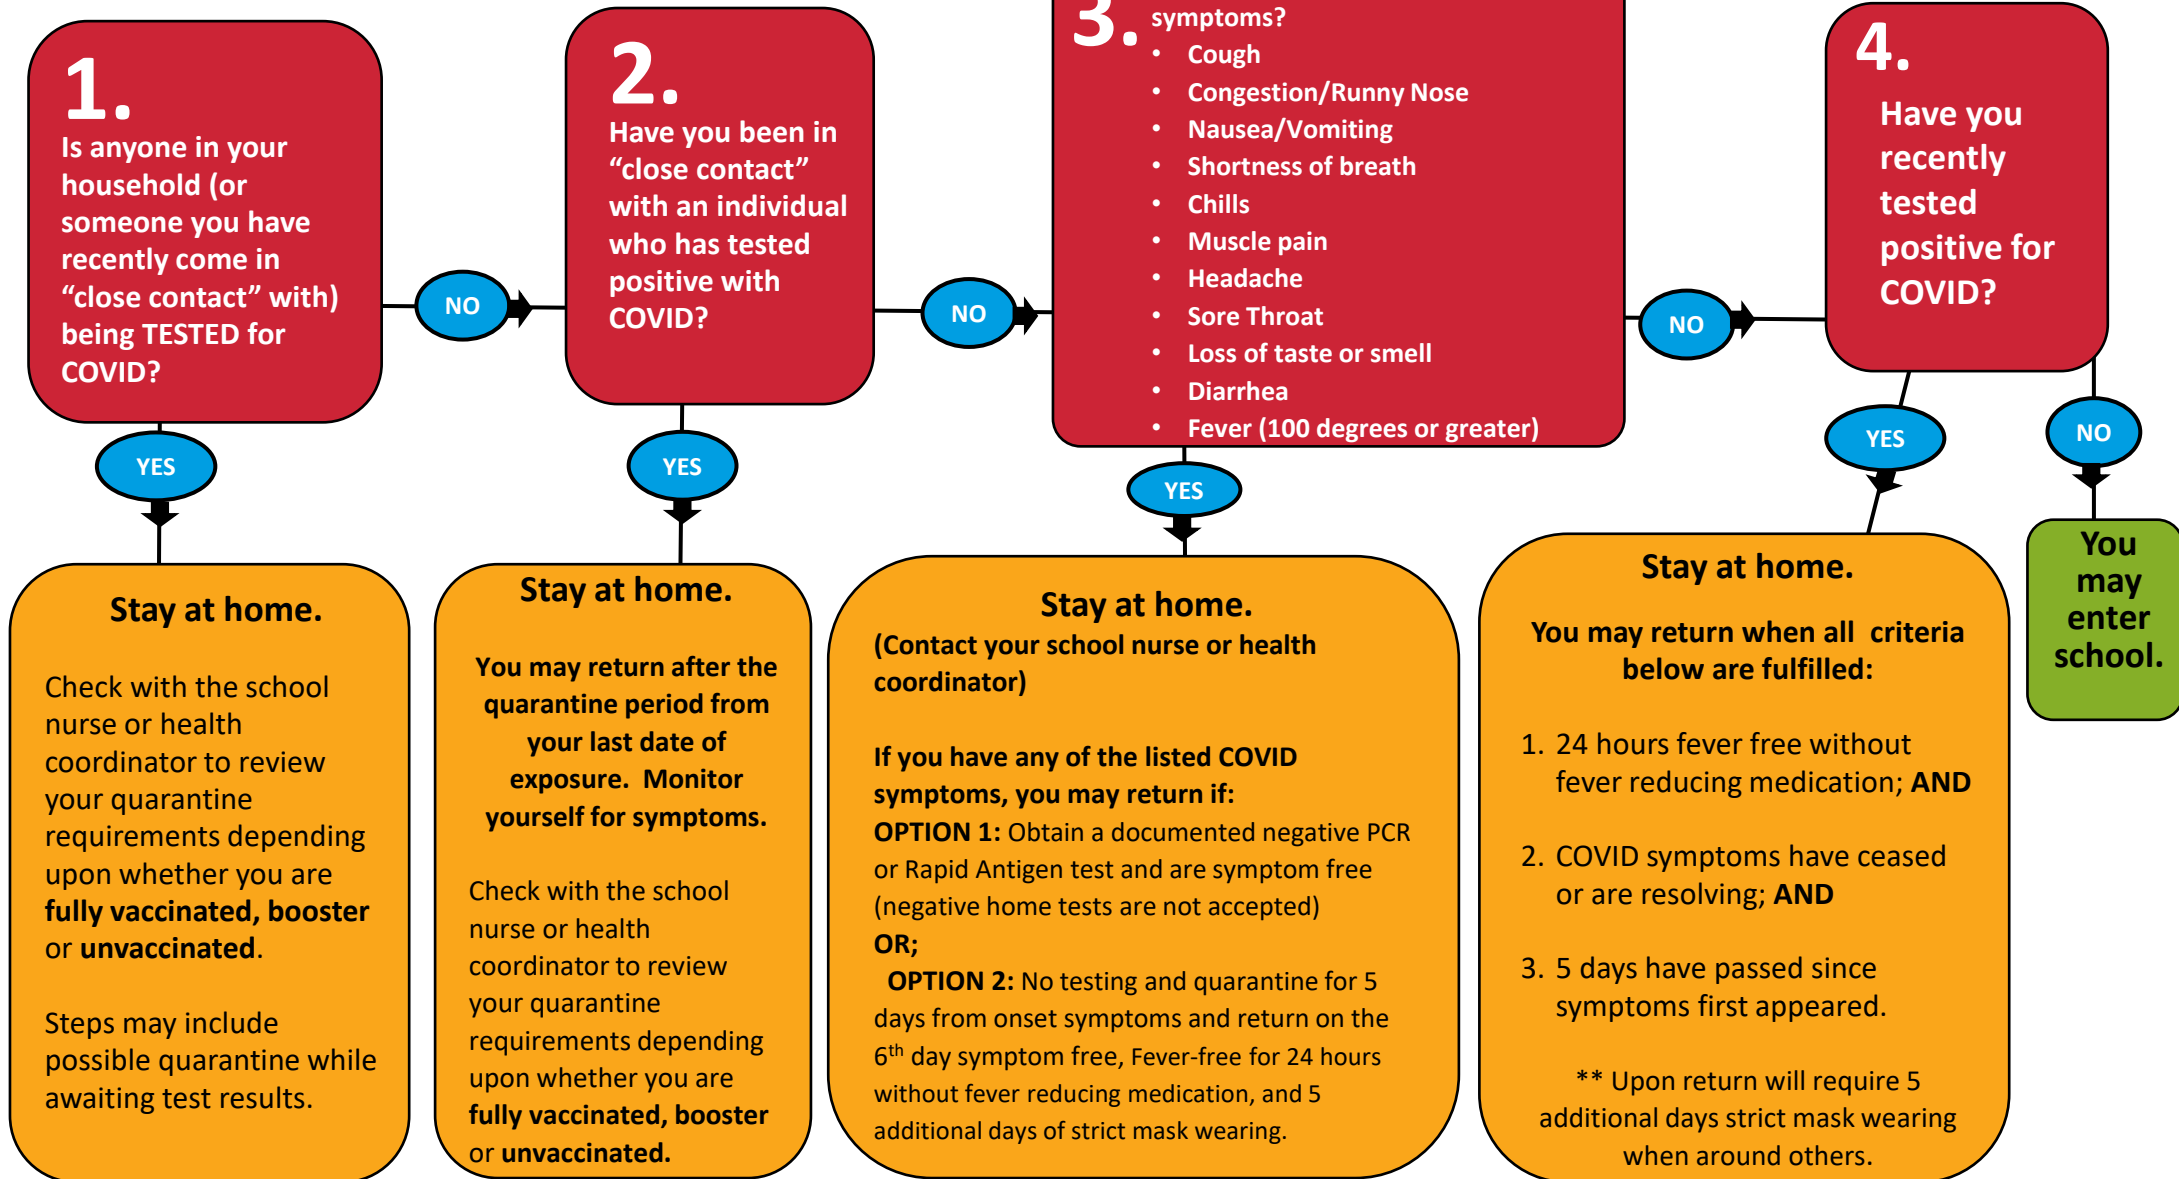 1.
Is anyone in your
household (or
someone you have
recently come in
“close contact” with)
being TESTED for
COVID?
NO
YES
Stay at home.
Check with the school
nurse or health
coordinator to review
your quarantine
requirements depending
upon whether you are
fully vaccinated, booster
or unvaccinated.
Steps may include
possible quarantine while
awaiting test results.
2.
Have you been in
“close contact”
with an individual
who has tested
positive with
COVID?
NO
YES
Stay at home.
You may return after the
quarantine period from
your last date of
exposure. Monitor
yourself for symptoms.
Check with the school
nurse or health
coordinator to review
your quarantine
requirements depending
upon whether you are
fully vaccinated, booster
or unvaccinated.
3.
symptoms?
• Cough
• Congestion/Runny Nose
• Nausea/Vomiting
• Shortness of breath
• Chills
• Muscle pain
• Headache
• Sore Throat
• Loss of taste or smell
• Diarrhea
• Fever (100 degrees or greater)
NO
YES
Stay at home.
(Contact your school nurse or health
coordinator)
If you have any of the listed COVID
symptoms, you may return if:
OPTION 1: Obtain a documented negative PCR
or Rapid Antigen test and are symptom free
(negative home tests are not accepted)
OR;
OPTION 2: No testing and quarantine for 5
days from onset symptoms and return on the
6th day symptom free, Fever-free for 24 hours
without fever reducing medication, and 5
additional days of strict mask wearing.
4.
Have you
recently
tested
positive for
COVID?
YES
NO
Stay at home.
You may return when all criteria
below are fulfilled:
1. 24 hours fever free without
fever reducing medication; AND
2. COVID symptoms have ceased
or are resolving; AND
3. 5 days have passed since
symptoms first appeared.
** Upon return will require 5
additional days strict mask wearing
when around others.
You
may
enter
school.